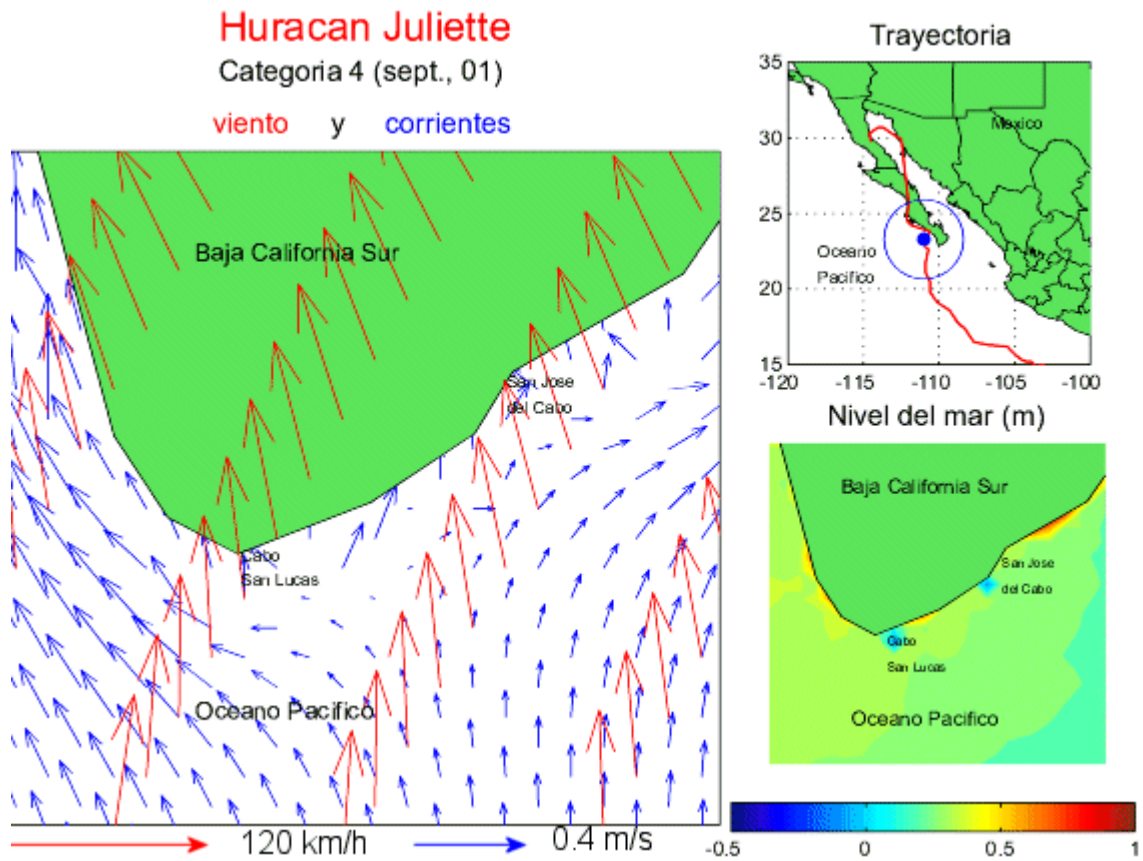 Huracan Juliette
Categoria 4 (sept., 01)
viento y corrientes
Baja California Sur
San Jose
del Cabo
Cabo
San Lucas
Oceano Pacifico
120 km/h
0.4 m/s
Trayectoria
35
30
25
20
15
Mexico
Oceano
Pacifico
-120 -115 -110 -105 -100
Nivel del mar (m)
Baja California Sur
San Jose
del Cabo
Cabo
San Lucas
Oceano Pacifico
-0.5 0 0.5 1